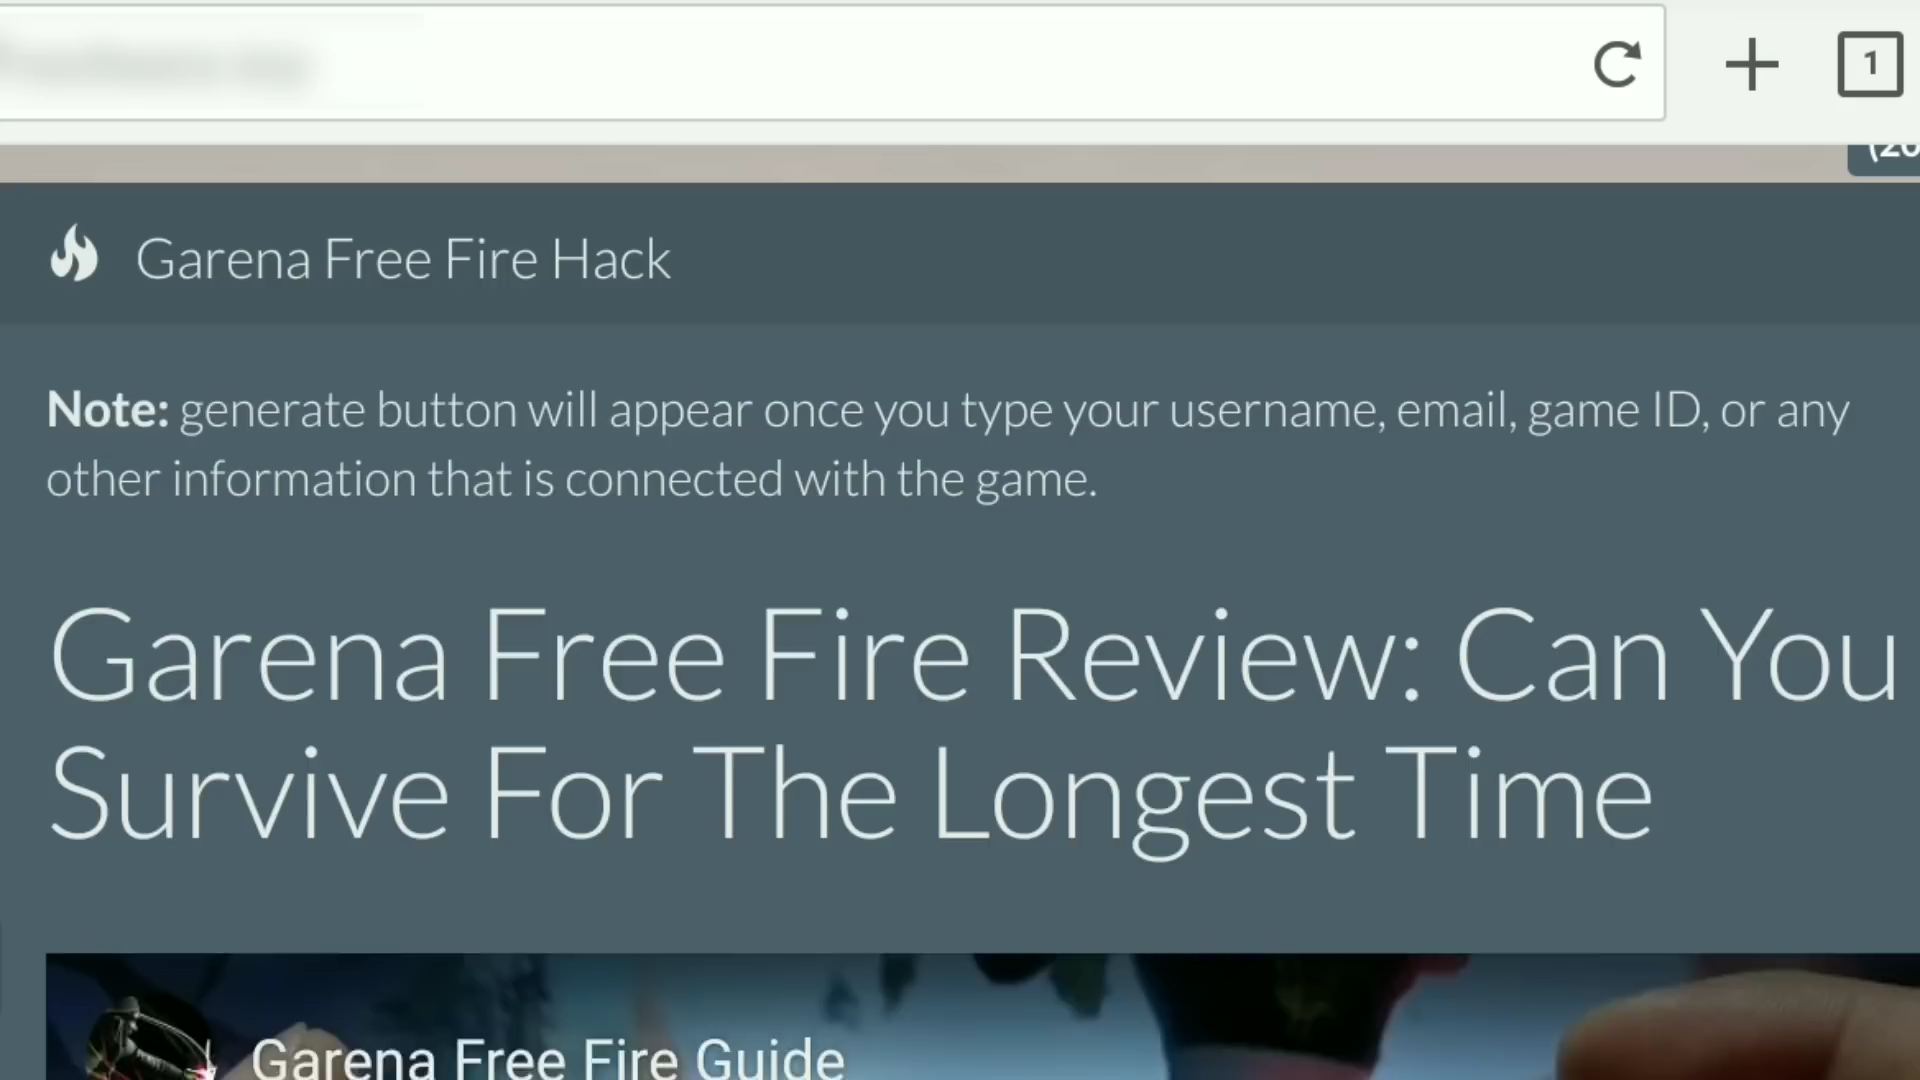 1
(20
Garena Free Fire Hack
Note: generate button will appear once you type your username, email, game ID, or any
other information that is connected with the game.
Garena Free Fire Review: Can You
Survive For The Longest Time
Garena Free Fire Guide